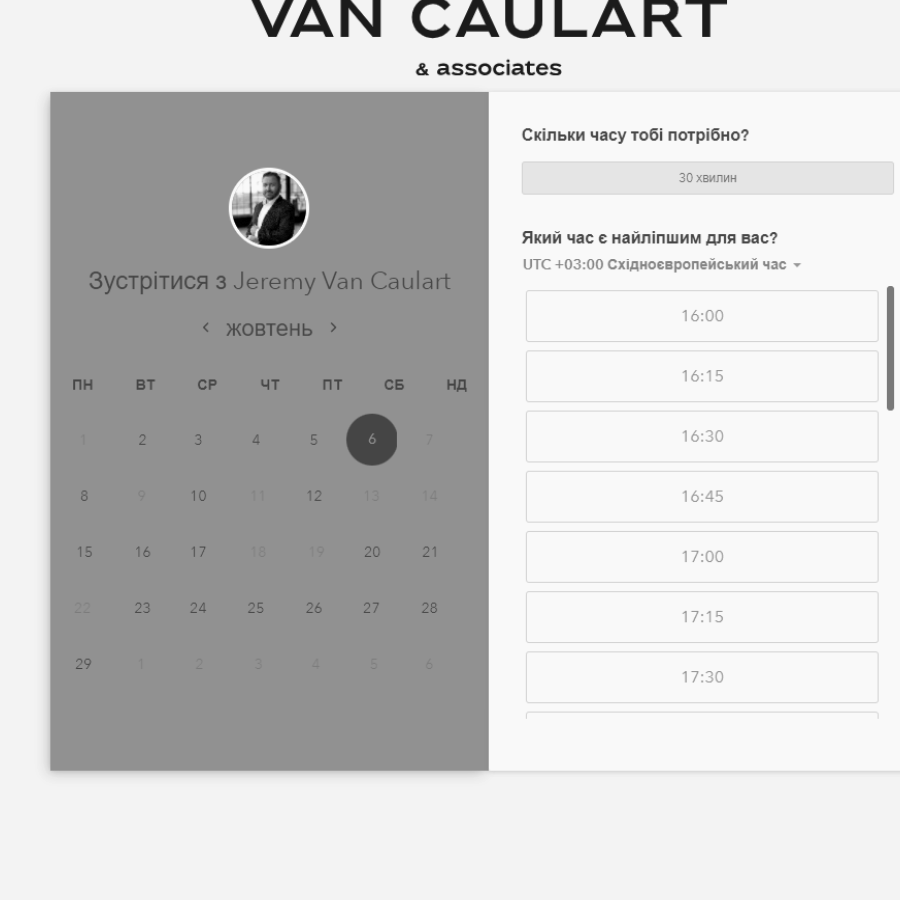 VAN CAULART
& associates
Зустрітися з Jeremy Van Caulart
жовтень
ПН ВТ СР ЧТ ПТ СБ НД
1 2 3 4 5 6 7
8 9 10 11 12 13 14
15 16 17 18 19 20 21
22 23 24 25 26 27 28
29 1 2 3 4 5 6
Скільки часу тобі потрібно?
30 хвилин
Який час є найліпшим для вас?
UTC +03:00 Східноєвропейський час
16:00
16:15
16:30
16:45
17:00
17:15
17:30